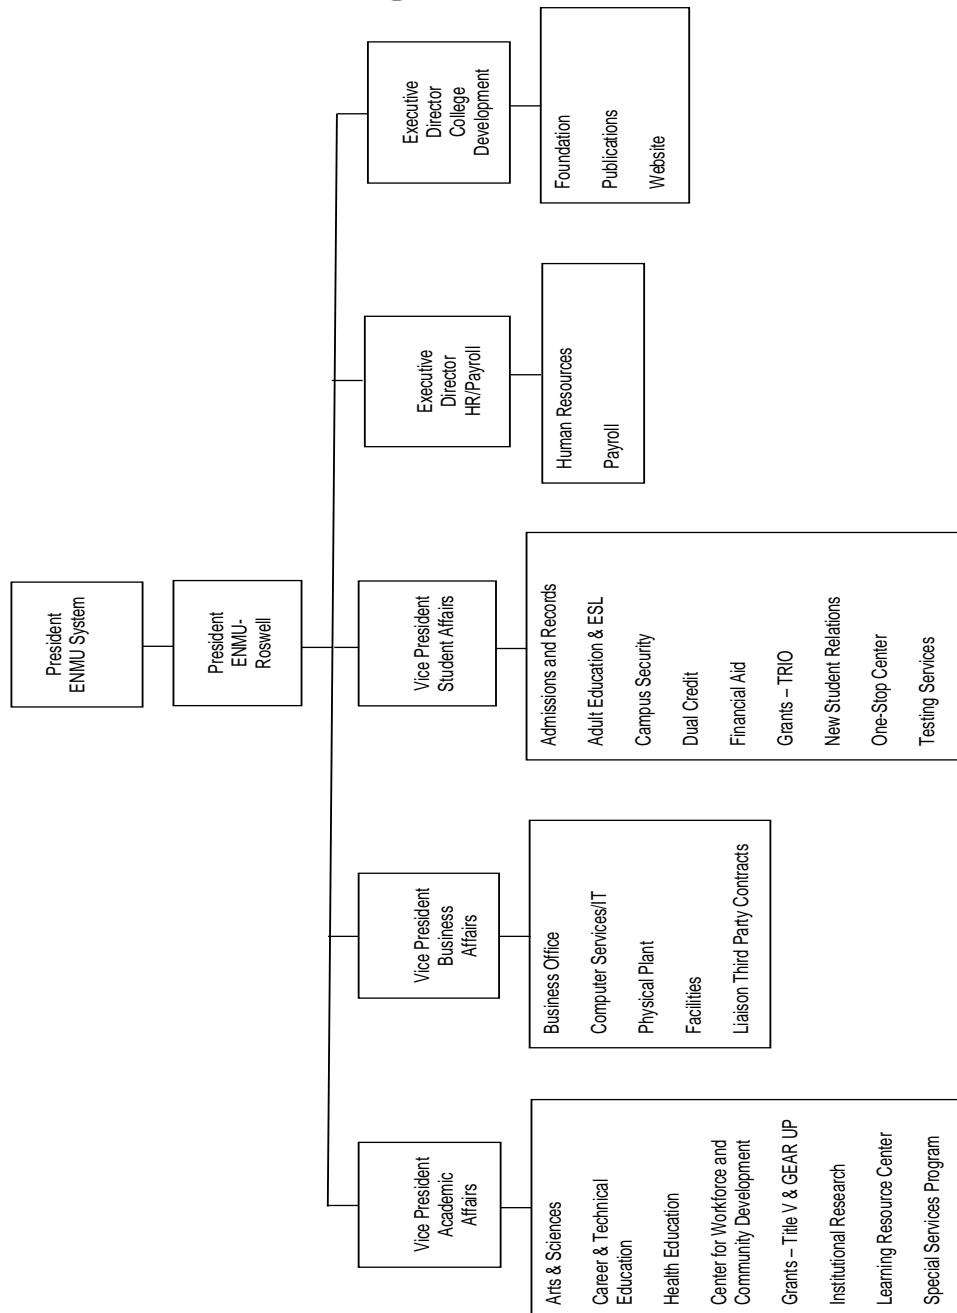 President
ENMU System
President
ENMU-
Roswell
Vice President
Academic
Affairs
Vice President
Business
Affairs
Vice President
Student Affairs
Executive
Director
HR/Payroll
Executive
Director
College
Development
Arts & Sciences
Career & Technical
Education
Health Education
Center for Workforce and
Community Development
Grants – Title V & GEAR UP
Institutional Research
Learning Resource Center
Special Services Program
Business Office
Computer Services/IT
Physical Plant
Facilities
Liaison Third Party Contracts
Admissions and Records
Adult Education & ESL
Campus Security
Dual Credit
Financial Aid
Grants – TRIO
New Student Relations
One-Stop Center
Testing Services
Human Resources
Payroll
Foundation
Publications
Website